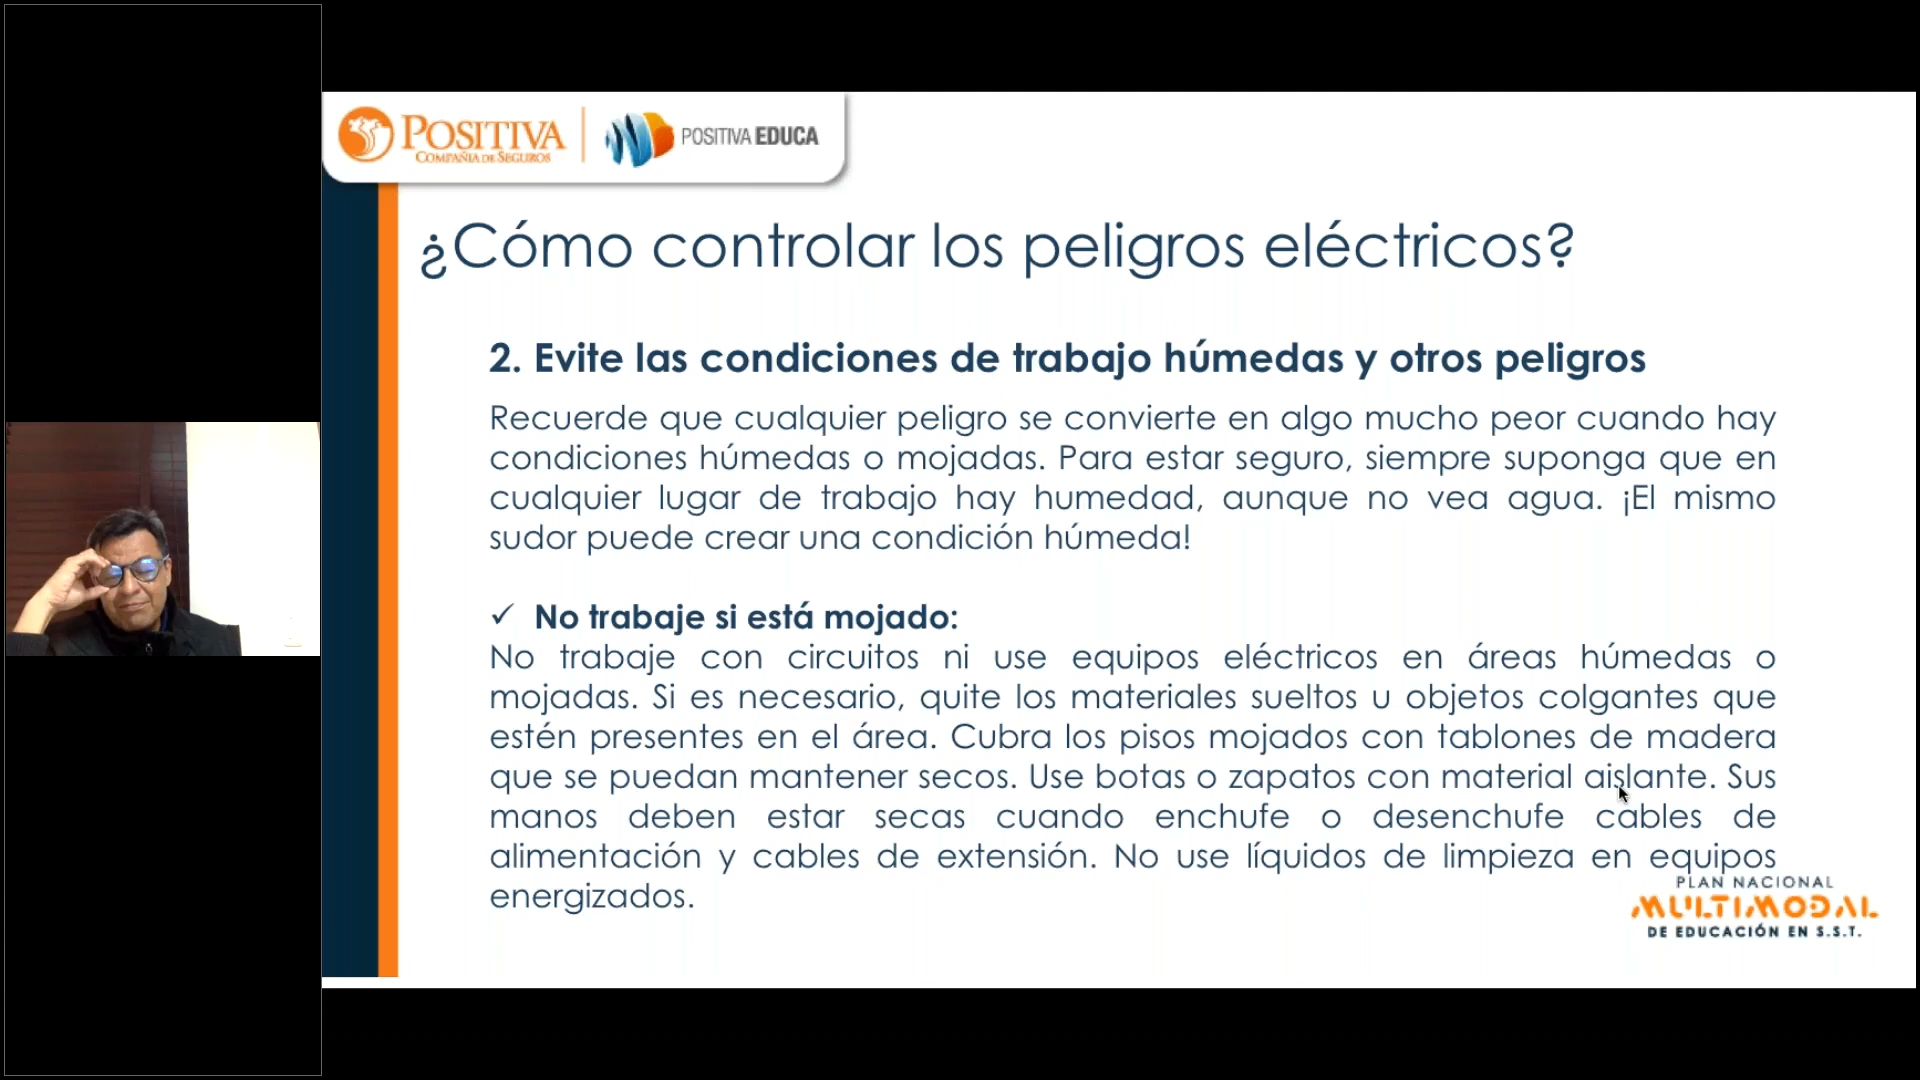 POSITIVA
COMPAÑÍA DE SEGUROS
POSITIVA EDUCA
¿Cómo controlar los peligros eléctricos?
2. Evite las condiciones de trabajo húmedas y otros peligros
Recuerde que cualquier peligro se convierte en algo mucho peor cuando hay
condiciones húmedas o mojadas. Para estar seguro, siempre suponga que en
cualquier lugar de trabajo hay humedad, aunque no vea agua. ¡El mismo
sudor puede crear una condición húmeda!
✓ No trabaje si está mojado:
No trabaje con circuitos ni use equipos eléctricos en áreas húmedas o
mojadas. Si es necesario, quite los materiales sueltos u objetos colgantes que
estén presentes en el área. Cubra los pisos mojados con tablones de madera
que se puedan mantener secos. Use botas o zapatos con material aislante. Sus
manos deben estar secas cuando enchufe o desenchufe cables de
alimentación y cables de extensión. No use líquidos de limpieza en equipos
energizados.
PLAN NACIONAL
MULTIMODAL
DE EDUCACIÓN EN S.S.T.